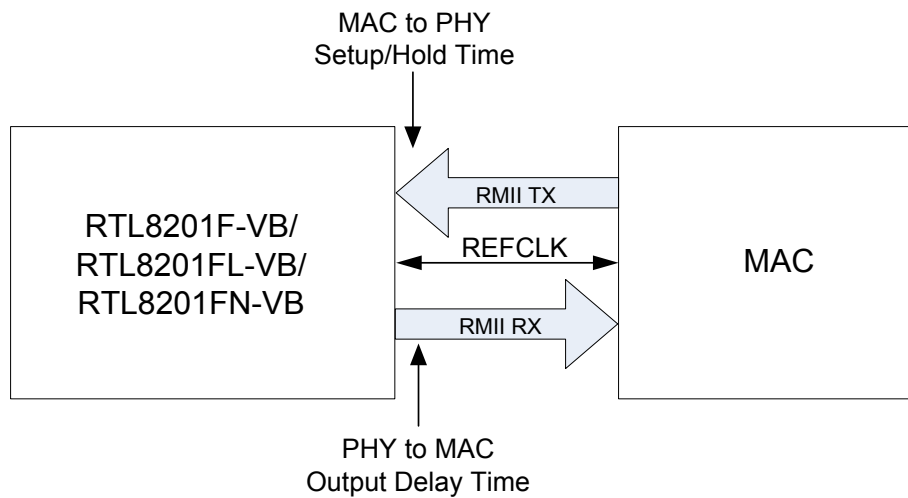 MAC to PHY
Setup/Hold Time
RMII TX
RTL8201F-VB/
RTL8201FL-VB/
RTL8201FN-VB
REFCLK
MAC
RMII RX
PHY to MAC
Output Delay Time